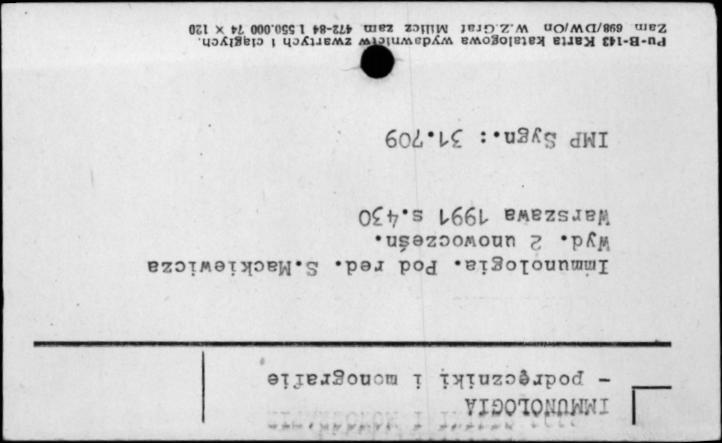 IMMUNOLOGIA
- podręczniki i monografie
Immunologia. Pod red. S.Mackiewicza
Wyd. 2 unowocześn.
Warszawa 1991 s.430
IMP Sygn.: 31.709
Pu-B-143 Karta katalogowa wydawnictw zwartych i ciągłych.
Zam 698/DW/On W.Z.Graf Milicz zam 472-84 1.550.000 74 × 120